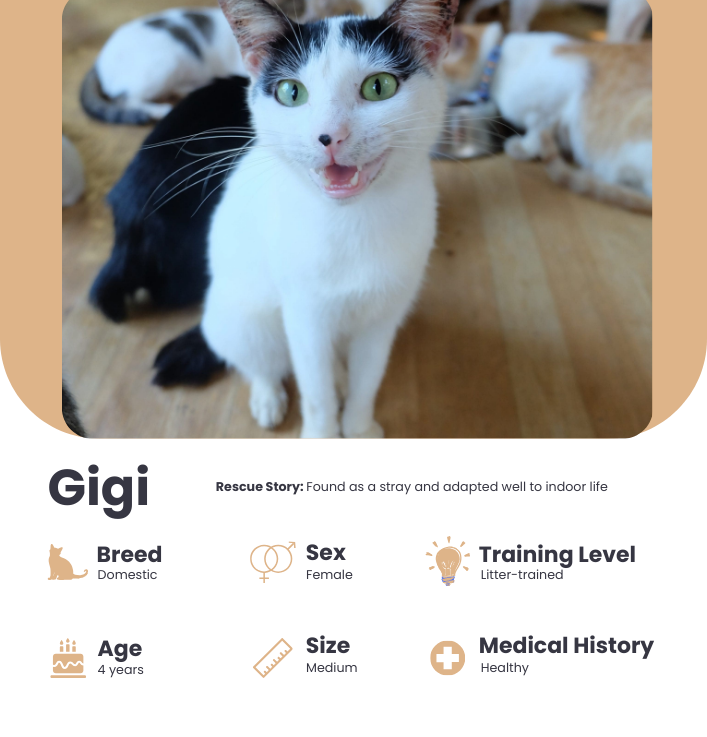 Gigi
Rescue Story: Found as a stray and adapted well to indoor life
Breed
Domestic
Sex
Female
Training Level
Litter-trained
Age
4 years
Size
Medium
Medical History
Healthy